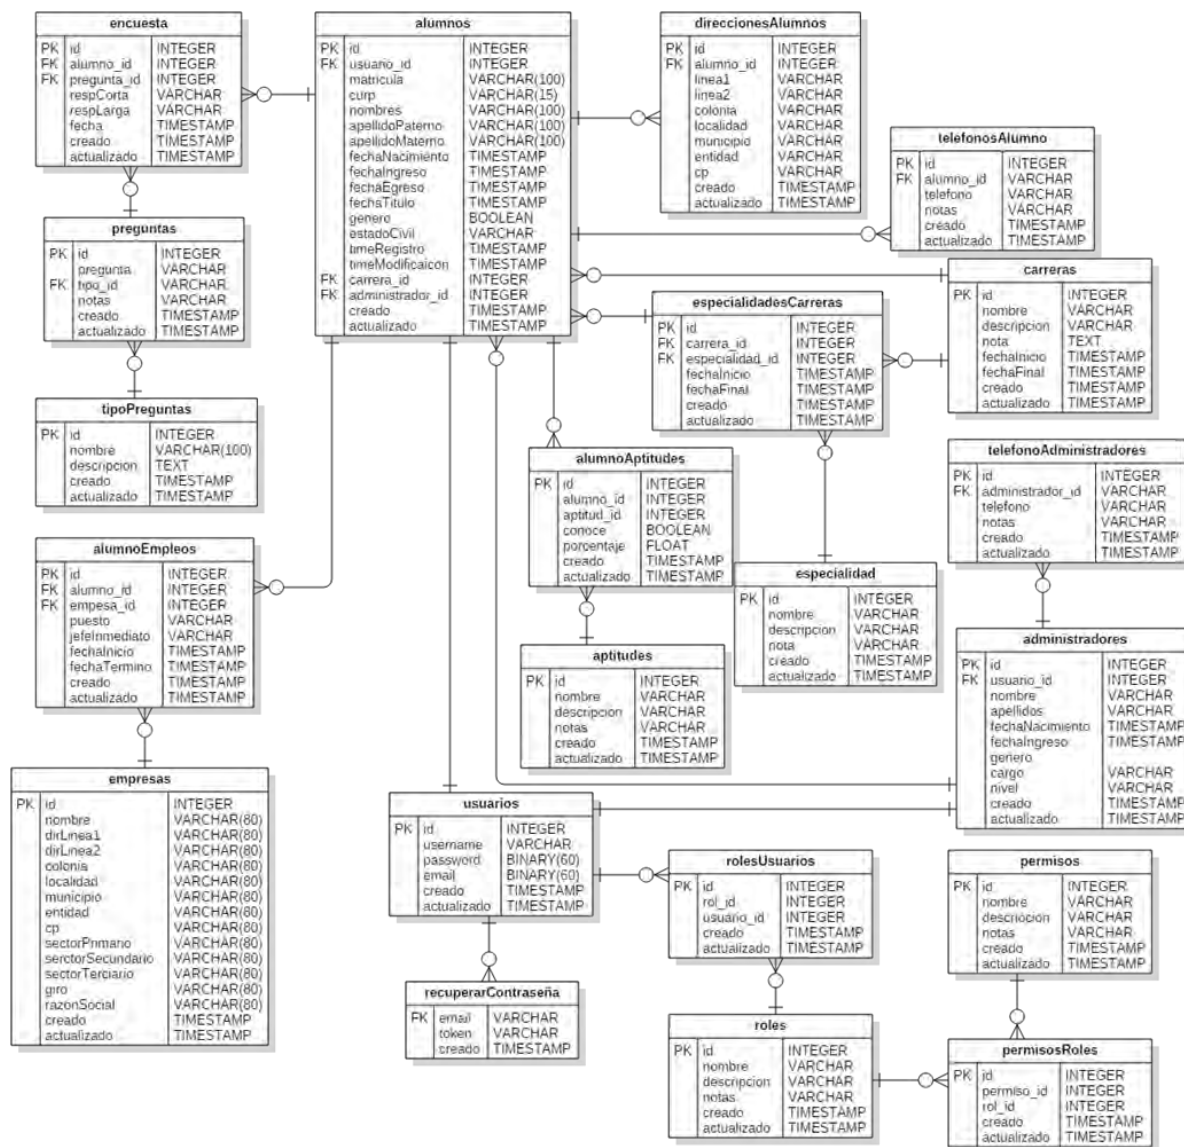 encuesta
PK id INTEGER
FK alumno_id INTEGER
FK pregunta_id INTEGER
respCorta VARCHAR
respLarga VARCHAR
fecha TIMESTAMP
creado TIMESTAMP
actualizado TIMESTAMP
preguntas
PK id INTEGER
pregunta VARCHAR
FK tipo_id VARCHAR
notas VARCHAR
creado TIMESTAMP
actualizado TIMESTAMP
tipoPreguntas
PK id INTEGER
nombre VARCHAR(100)
descripcion TEXT
creado TIMESTAMP
actualizado TIMESTAMP
alumnoEmpleos
PK id INTEGER
FK alumno_id INTEGER
FK empesa_id INTEGER
puesto VARCHAR
jefeInmediato VARCHAR
fechaInicio TIMESTAMP
fechaTermino TIMESTAMP
creado TIMESTAMP
actualizado TIMESTAMP
empresas
PK id INTEGER
nombre VARCHAR(80)
dirLinea1 VARCHAR(80)
dirLinea2 VARCHAR(80)
colonia VARCHAR(80)
localidad VARCHAR(80)
municipio VARCHAR(80)
entidad VARCHAR(80)
cp VARCHAR(80)
sectorPrimario VARCHAR(80)
serctorSecundario VARCHAR(80)
sectorTerciario VARCHAR(80)
giro VARCHAR(80)
razonSocial VARCHAR(80)
creado TIMESTAMP
actualizado TIMESTAMP
alumnos
PK id INTEGER
FK usuario_id INTEGER
matricula VARCHAR(100)
curp VARCHAR(15)
nombres VARCHAR(100)
apellidoPaterno VARCHAR(100)
apellidoMaterno VARCHAR(100)
fechaNacimiento TIMESTAMP
fechaIngreso TIMESTAMP
fechaEgreso TIMESTAMP
fechaTitulo TIMESTAMP
genero BOOLEAN
estadoCivil VARCHAR
timeRegistro TIMESTAMP
timeModificaicon TIMESTAMP
FK carrera_id INTEGER
FK administrador_id INTEGER
creado TIMESTAMP
actualizado TIMESTAMP
direccionesAlumnos
PK id INTEGER
FK alumno_id INTEGER
linea1 VARCHAR
linea2 VARCHAR
colonia VARCHAR
localidad VARCHAR
municipio VARCHAR
entidad VARCHAR
cp VARCHAR
creado TIMESTAMP
actualizado TIMESTAMP
telefonosAlumno
PK id INTEGER
FK alumno_id VARCHAR
telefono VARCHAR
notas VARCHAR
creado TIMESTAMP
actualizado TIMESTAMP
carreras
PK id INTEGER
nombre VARCHAR
descripcion VARCHAR
nota TEXT
fechaInicio TIMESTAMP
fechaFinal TIMESTAMP
creado TIMESTAMP
actualizado TIMESTAMP
especialidadesCarreras
PK id INTEGER
FK carrera_id INTEGER
FK especialidad_id INTEGER
fechaInicio TIMESTAMP
fechaFinal TIMESTAMP
creado TIMESTAMP
actualizado TIMESTAMP
alumnoAptitudes
PK id INTEGER
alumno_id INTEGER
aptitud_id INTEGER
conoce BOOLEAN
porcentaje FLOAT
creado TIMESTAMP
actualizado TIMESTAMP
aptitudes
PK id INTEGER
nombre VARCHAR
descripcion VARCHAR
notas VARCHAR
creado TIMESTAMP
actualizado TIMESTAMP
especialidad
PK id INTEGER
nombre VARCHAR
descripcion VARCHAR
nota VARCHAR
creado TIMESTAMP
actualizado TIMESTAMP
telefonoAdministradores
PK id INTEGER
FK administrador_id VARCHAR
telefono VARCHAR
notas VARCHAR
creado TIMESTAMP
actualizado TIMESTAMP
administradores
PK id INTEGER
FK usuario_id INTEGER
nombre VARCHAR
apellidos VARCHAR
fechaNacimiento TIMESTAMP
fechaIngreso TIMESTAMP
genero
cargo VARCHAR
nivel VARCHAR
creado TIMESTAMP
actualizado TIMESTAMP
usuarios
PK id INTEGER
username VARCHAR
password BINARY(60)
email BINARY(60)
creado TIMESTAMP
actualizado TIMESTAMP
recuperarContraseña
FK email VARCHAR
token VARCHAR
creado TIMESTAMP
rolesUsuarios
PK id INTEGER
rol_id INTEGER
usuario_id INTEGER
creado TIMESTAMP
actualizado TIMESTAMP
roles
PK id INTEGER
nombre VARCHAR
descripcion VARCHAR
notas VARCHAR
creado TIMESTAMP
actualizado TIMESTAMP
permisos
PK id INTEGER
nombre VARCHAR
descripcion VARCHAR
notas VARCHAR
creado TIMESTAMP
actualizado TIMESTAMP
permisosRoles
PK id INTEGER
permiso_id INTEGER
rol_id INTEGER
creado TIMESTAMP
actualizado TIMESTAMP